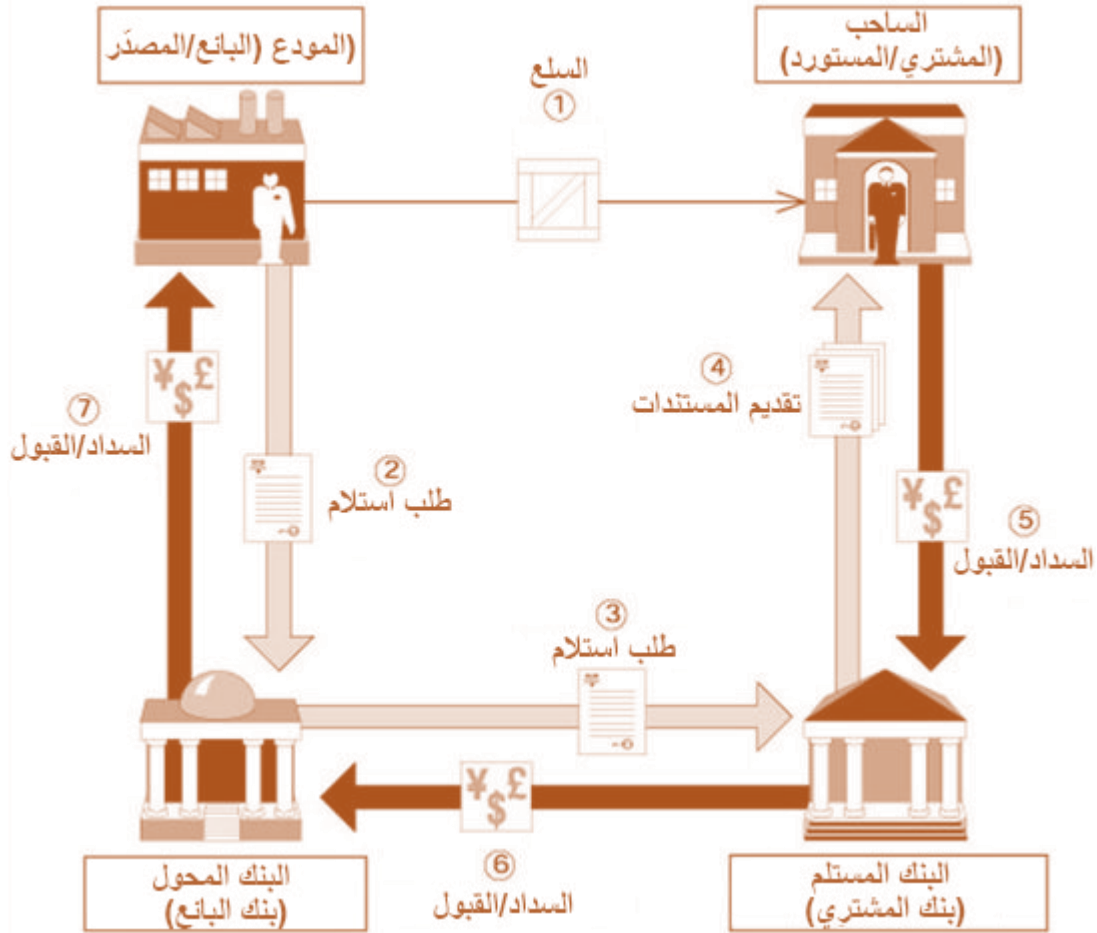 الساحب
(المشتري/المستورد)
المودع (البائع/المصدَر)
السلع
①
④
تقديم المستندات
⑦
السداد/القبول
②
طلب استلام
⑤
السداد/القبول
③
طلب استلام
⑥
السداد/القبول
البنك المستلم
(بنك المشتري)
البنك المحول
(بنك البائع)